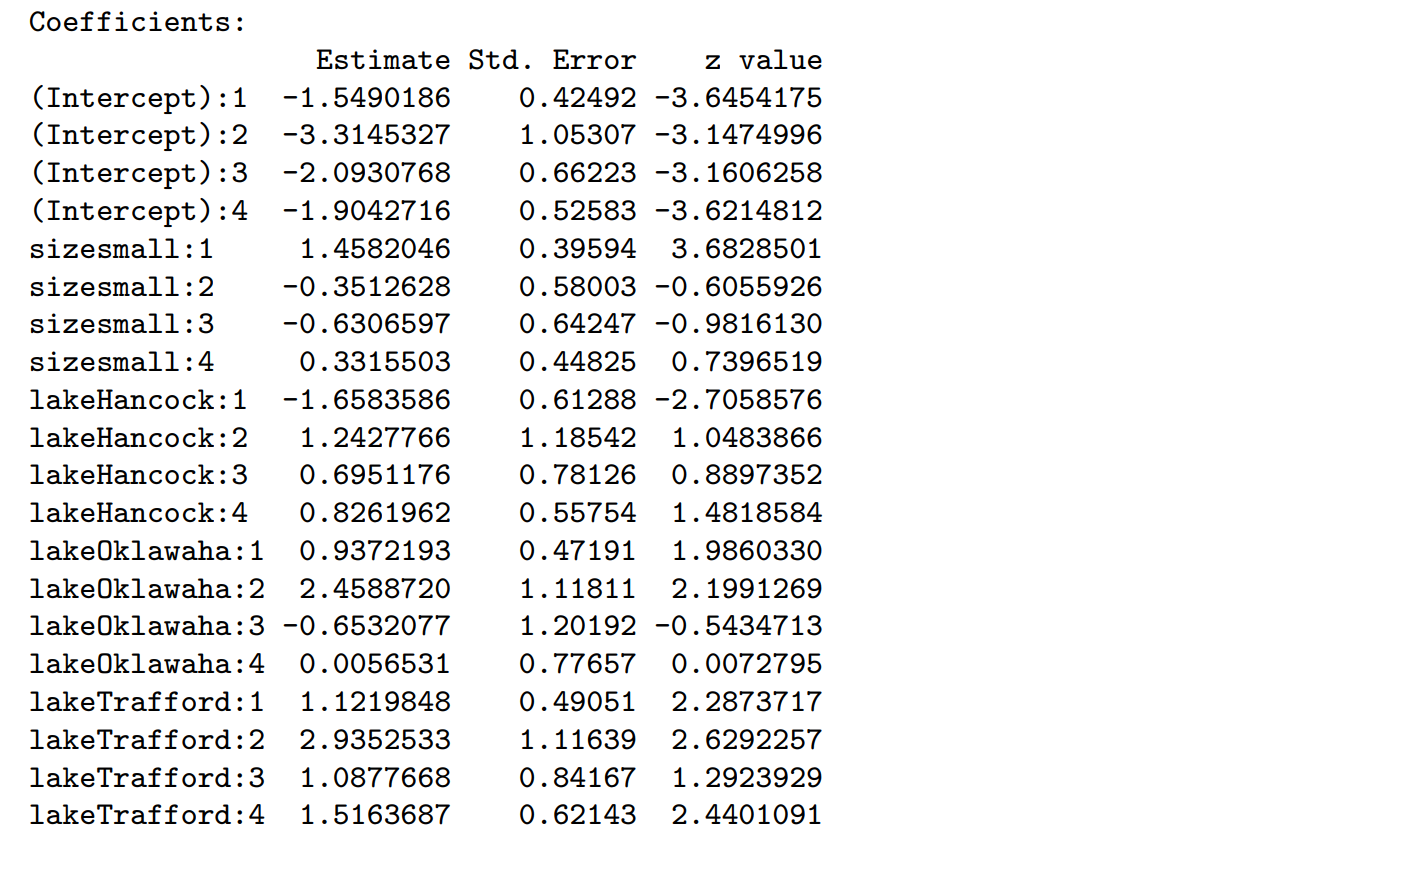 Coefficients:
Estimate Std. Error z value
(Intercept):1 -1.5490186 0.42492 -3.6454175
(Intercept):2 -3.3145327 1.05307 -3.1474996
(Intercept):3 -2.0930768 0.66223 -3.1606258
(Intercept):4 -1.9042716 0.52583 -3.6214812
sizesmall:1 1.4582046 0.39594 3.6828501
sizesmall:2 -0.3512628 0.58003 -0.6055926
sizesmall:3 -0.6306597 0.64247 -0.9816130
sizesmall:4 0.3315503 0.44825 0.7396519
lakeHancock:1 -1.6583586 0.61288 -2.7058576
lakeHancock:2 1.2427766 1.18542 1.0483866
lakeHancock:3 0.6951176 0.78126 0.8897352
lakeHancock:4 0.8261962 0.55754 1.4818584
lakeOklawaha:1 0.9372193 0.47191 1.9860330
lakeOklawaha:2 2.4588720 1.11811 2.1991269
lakeOklawaha:3 -0.6532077 1.20192 -0.5434713
lakeOklawaha:4 0.0056531 0.77657 0.0072795
lakeTrafford:1 1.1219848 0.49051 2.2873717
lakeTrafford:2 2.9352533 1.11639 2.6292257
lakeTrafford:3 1.0877668 0.84167 1.2923929
lakeTrafford:4 1.5163687 0.62143 2.4401091